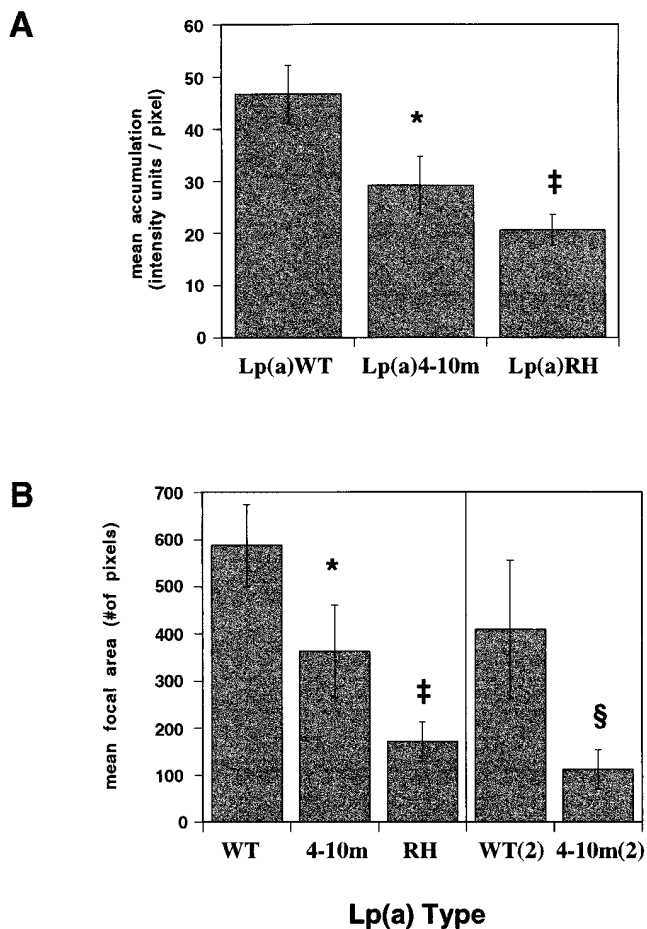 A
mean accumulation
(intensity units / pixel)
60
50
40
30
20
10
0
*
‡
Lp(a)WT
Lp(a)4-10m
Lp(a)RH
B
mean focal area (#of pixels)
700
600
500
400
300
200
100
0
*
‡
§
WT
4-10m
RH
WT(2)
4-10m(2)
Lp(a) Type